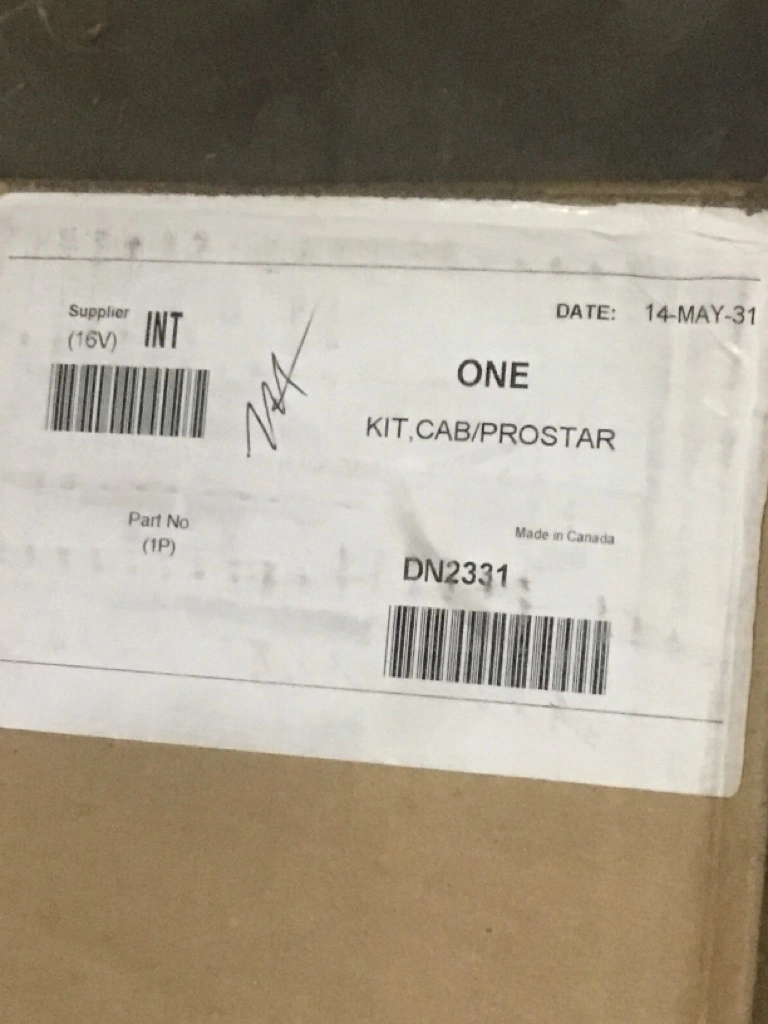 Supplier
(16V) INT
DATE: 14-MAY-31
ONE
KIT,CAB/PROSTAR
Part No.
(1P)
Made in Canada
DN2331